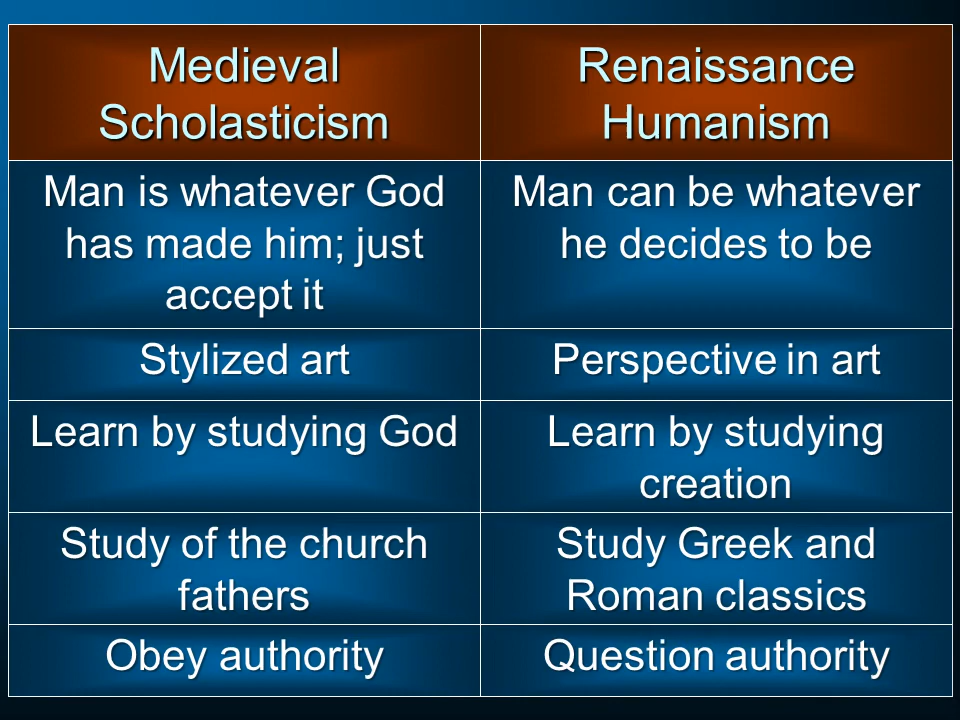 Medieval
Scholasticism
Renaissance
Humanism
Man is whatever God
has made him; just
accept it
Man can be whatever
he decides to be
Stylized art
Perspective in art
Learn by studying God
Learn by studying
creation
Study of the church
fathers
Study Greek and
Roman classics
Obey authority
Question authority